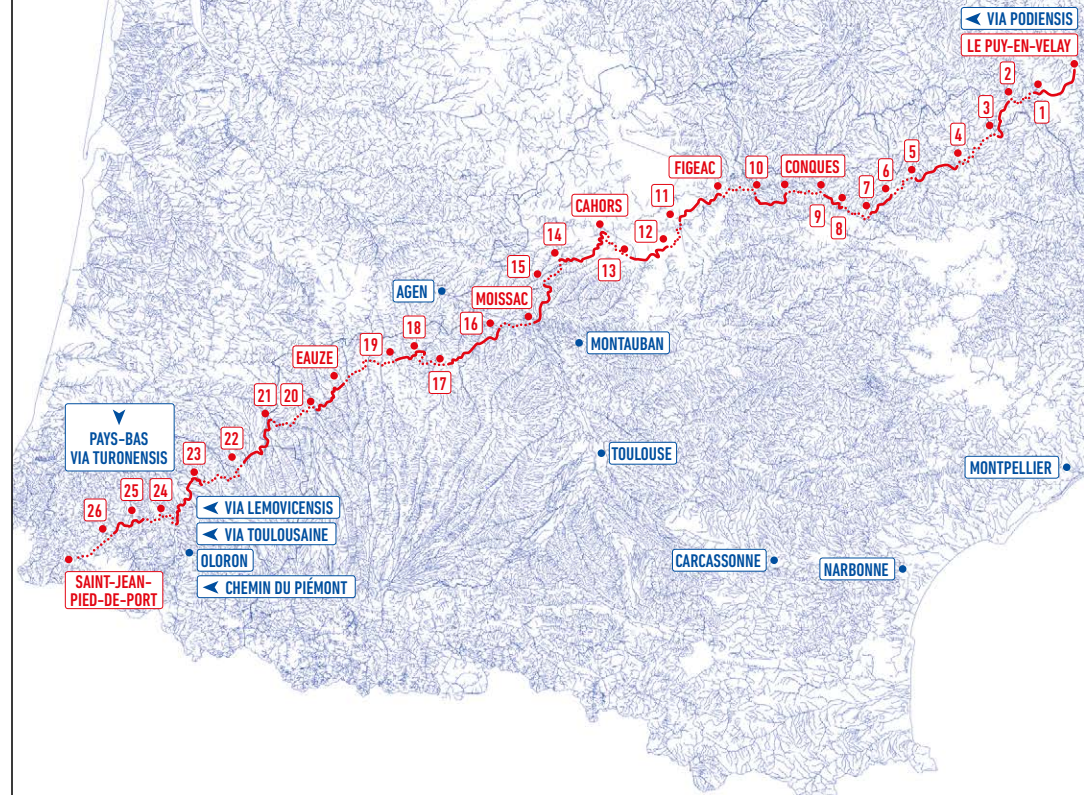 VIA PODIENSIS
LE PUY-EN-VELAY
2
1
3
4
5
6
7
CONQUES
10
FIGEAC
9
8
11
CAHORS
12
14
13
15
AGEN
MOISSAC
16
18
19
MONTAUBAN
17
EAUZE
21
20
PAYS-BAS
VIA TURONENSIS
22
23
TOULOUSE
MONTPELLIER
25
24
26
VIA LEMOVICENSIS
VIA TOULOUSAINE
OLORON
CARCASSONNE
NARBONNE
SAINT-JEAN-
PIED-DE-PORT
CHEMIN DU PIÉMONT